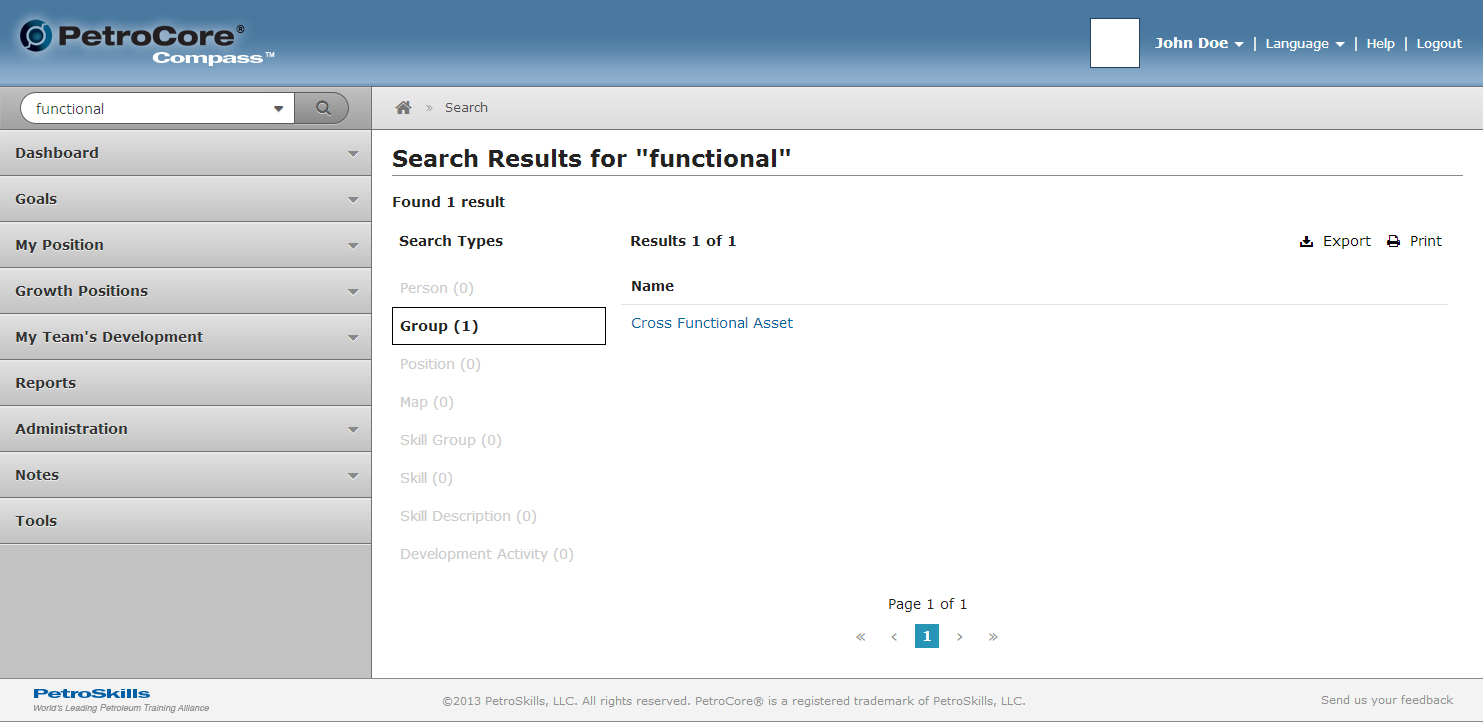 PetroCore®
Compass™
John Doe | Language | Help | Logout
functional
» Search
Dashboard
Goals
My Position
Growth Positions
My Team's Development
Reports
Administration
Notes
Tools
Search Results for "functional"
Found 1 result
Search Types
Person (0)
Group (1)
Position (0)
Map (0)
Skill Group (0)
Skill (0)
Skill Description (0)
Development Activity (0)
Results 1 of 1
Export Print
Name
Cross Functional Asset
Page 1 of 1
« ‹ 1 › »
PetroSkills
World's Leading Petroleum Training Alliance
©2013 PetroSkills, LLC. All rights reserved. PetroCore® is a registered trademark of PetroSkills, LLC.
Send us your feedback